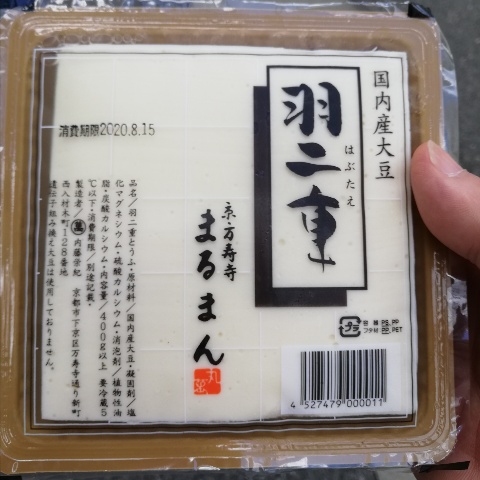 国内産大豆
羽二重
はぶたえ
消費期限2020.8.15
京・万寿寺
まるまん
品名/羽二重とうふ・原材料/国内産大豆・凝固剤/塩
化マグネシウム・硫酸カルシウム・消泡剤/植物性油
脂・炭酸カルシウム・内容量/400g以上 要冷蔵5
℃以下・消費期限/別途記載・
製造者/内藤栄紀 京都市下京区万寿寺通り新町
西入村木町128番地
遺伝子組み換え大豆は使用しておりません。
プラ
容器 PS,PP
フタ材 PP,PET
4 527479 000011